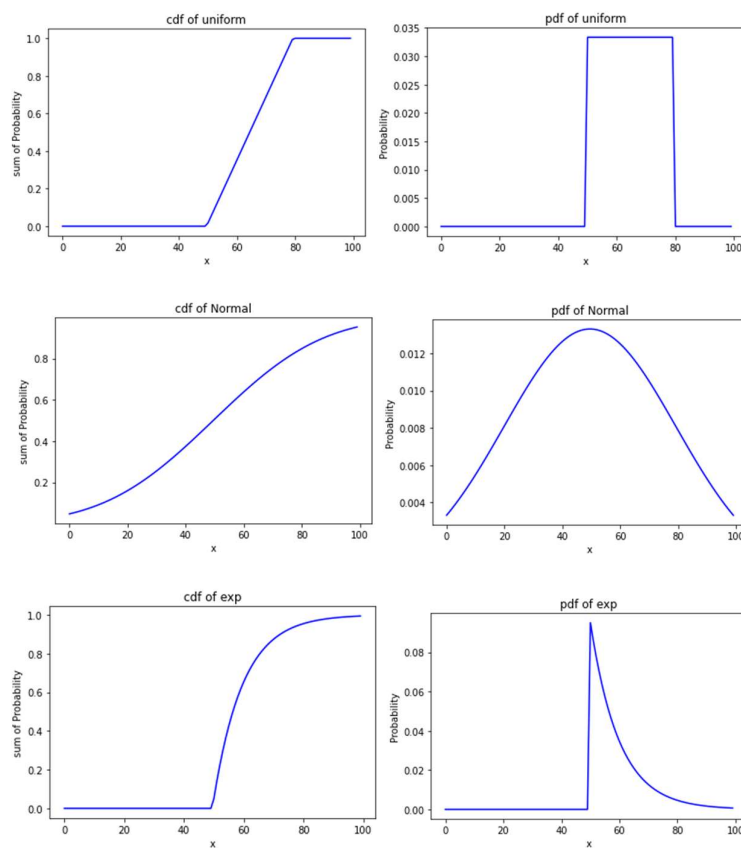 cdf of uniform
1.0
0.8
0.6
0.4
0.2
0.0
sum of Probability
0 20 40 60 80 100
x
pdf of uniform
0.035
0.030
0.025
0.020
0.015
0.010
0.005
0.000
Probability
0 20 40 60 80 100
x
cdf of Normal
0.8
0.6
0.4
0.2
sum of Probability
0 20 40 60 80 100
x
pdf of Normal
0.012
0.010
0.008
0.006
0.004
Probability
0 20 40 60 80 100
x
cdf of exp
1.0
0.8
0.6
0.4
0.2
0.0
sum of Probability
0 20 40 60 80 100
x
pdf of exp
0.08
0.06
0.04
0.02
0.00
Probability
0 20 40 60 80 100
x